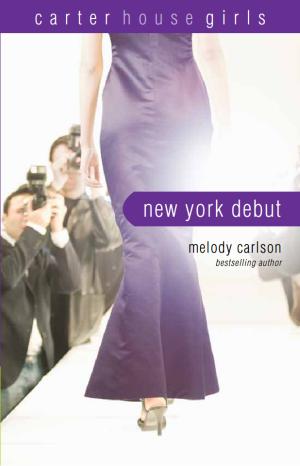 carter house girls
new york debut
melody carlson
bestselling author